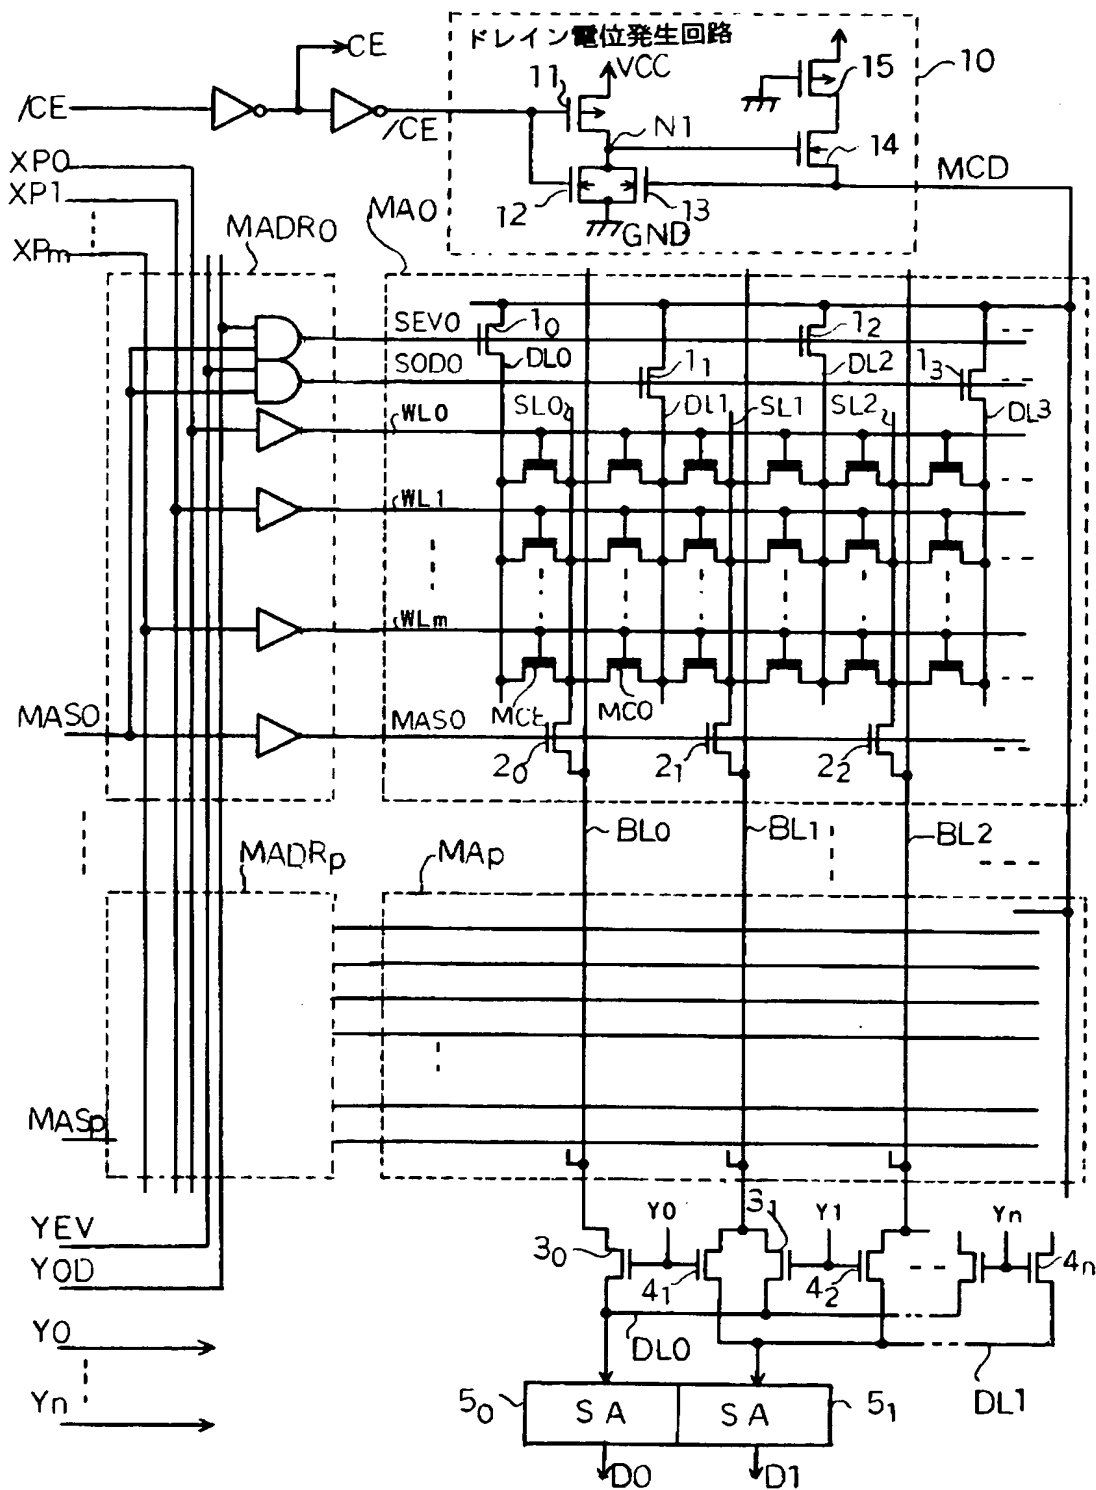 ドレイン電位発生回路
CE
/CE
/CE
11
VCC
15
10
N1
14
12
13
GND
MCD
XP0
XP1
XPm
MADR0
MA0
SEV0
SOD0
1₀
1₁
1₂
1₃
DL0
DL1
DL2
DL3
SL0
SL1
SL2
WL0
WL1
WLm
MCE
MCO
MAS0
MAS0
2₀
2₁
2₂
BL0
BL1
BL2
MADRp
MAp
MASp
YEV
YOD
Y0
Yn
Y0
Y1
Yn
3₀
4₁
3₁
4₂
4n
DL0
DL1
5₀
SA
SA
5₁
D0
D1